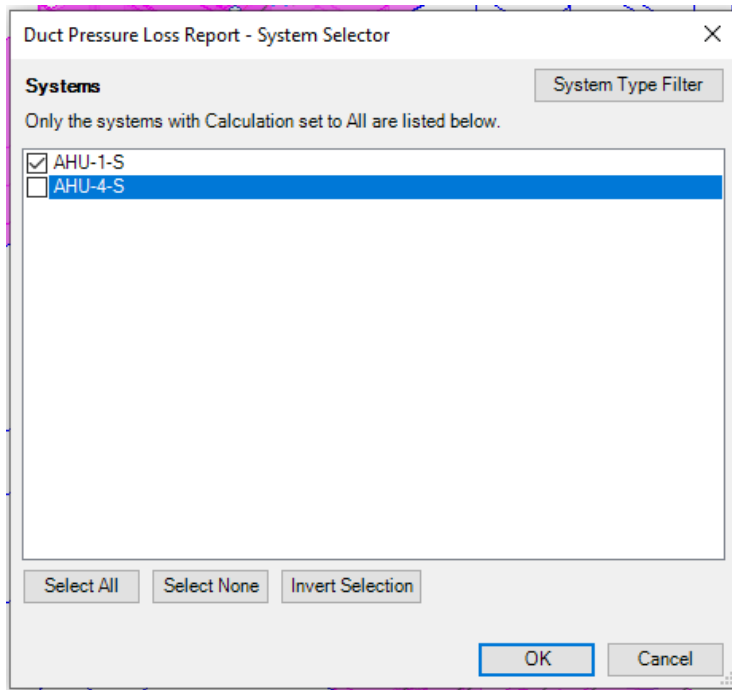 Duct Pressure Loss Report - System Selector
Systems
System Type Filter
Only the systems with Calculation set to All are listed below.
AHU-1-S
AHU-4-S
Select All
Select None
Invert Selection
OK
Cancel